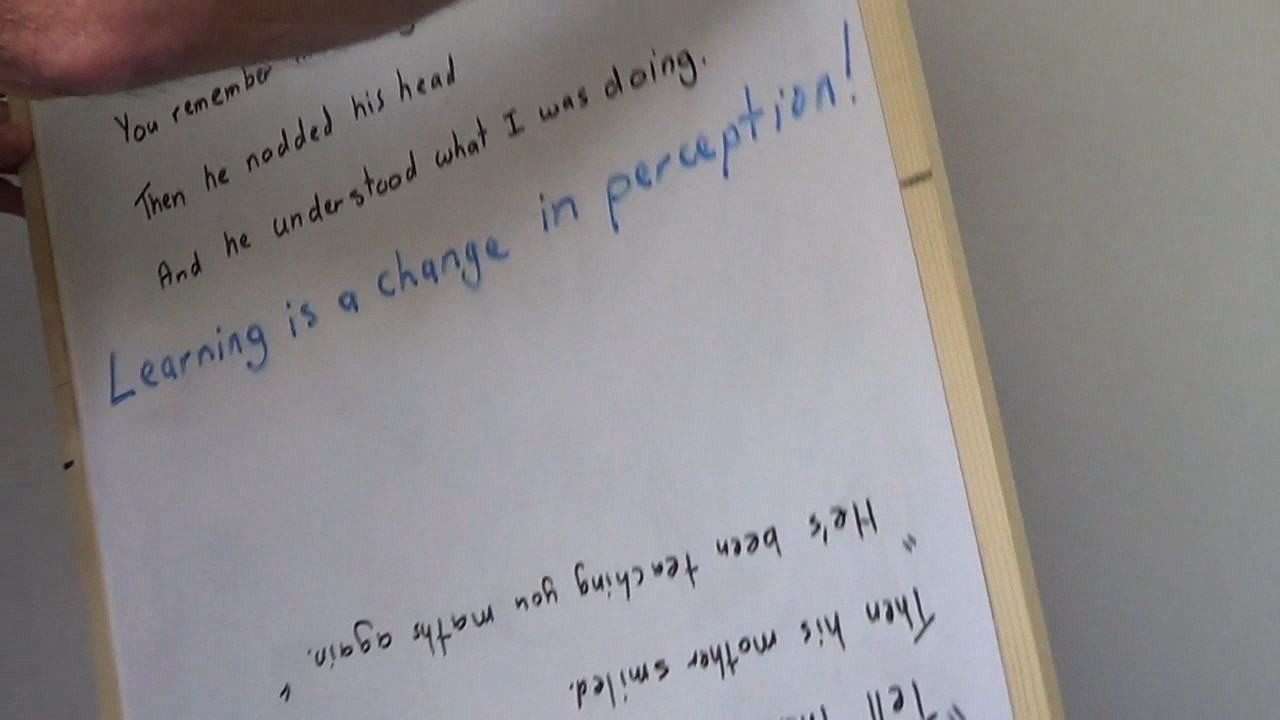 You remember
Then he nodded his head
And he understood what I was doing.
Learning is a change in perception!
"Tell
Then his mother smiled.
"He's been teaching you maths again."